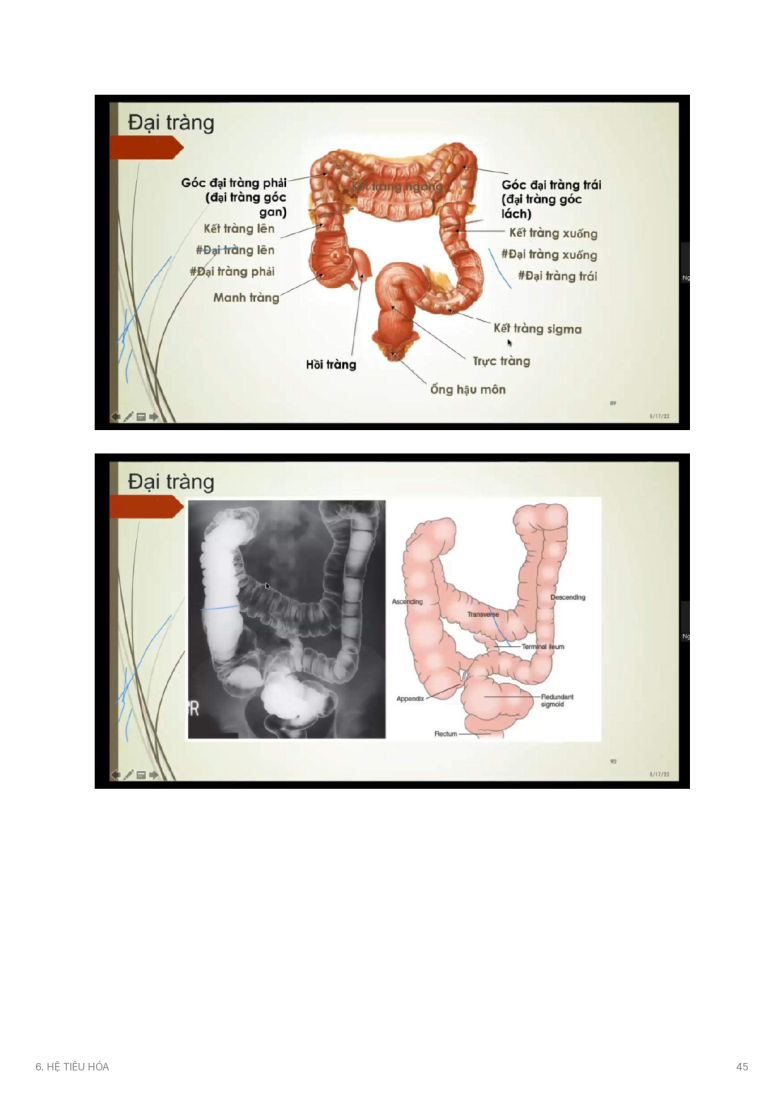 Đại tràng
Góc đại tràng phải
(đại tràng góc
gan)
Kết tràng lên
#Đại tràng lên
#Đại tràng phải
Manh tràng
Hồi tràng
Kết tràng ngang
Góc đại tràng trái
(đại tràng góc
lách)
Kết tràng xuống
#Đại tràng xuống
#Đại tràng trái
Kết tràng sigma
Trực tràng
Ống hậu môn
89
8/17/22
Ng
Đại tràng
R
Ascending
Transverse
Descending
Terminal ileum
Appendix
Redundant
sigmoid
Rectum
90
8/17/22
Ng
6. HỆ TIÊU HÓA
45